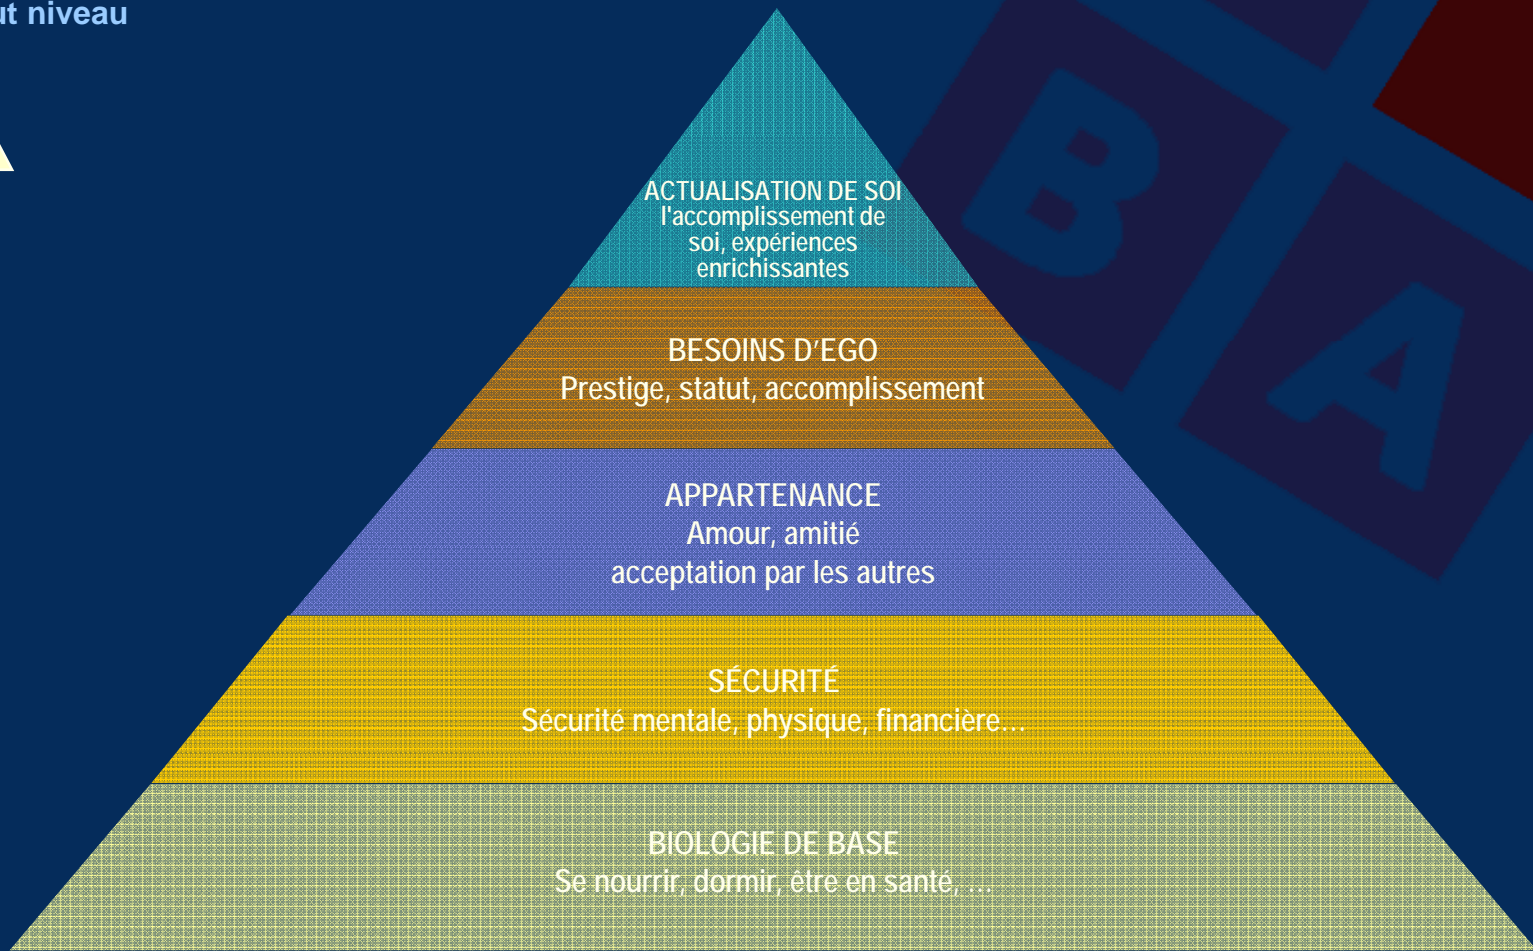 niveau
ACTUALISATION DE SOI
l'accomplissement de
soi, expériences
enrichissantes
BESOINS D’EGO
Prestige, statut, accomplissement
APPARTENANCE
Amour, amitié
acceptation par les autres
SÉCURITÉ
Sécurité mentale, physique, financière...
BIOLOGIE DE BASE
Se nourrir, dormir, être en santé, ...
B
A